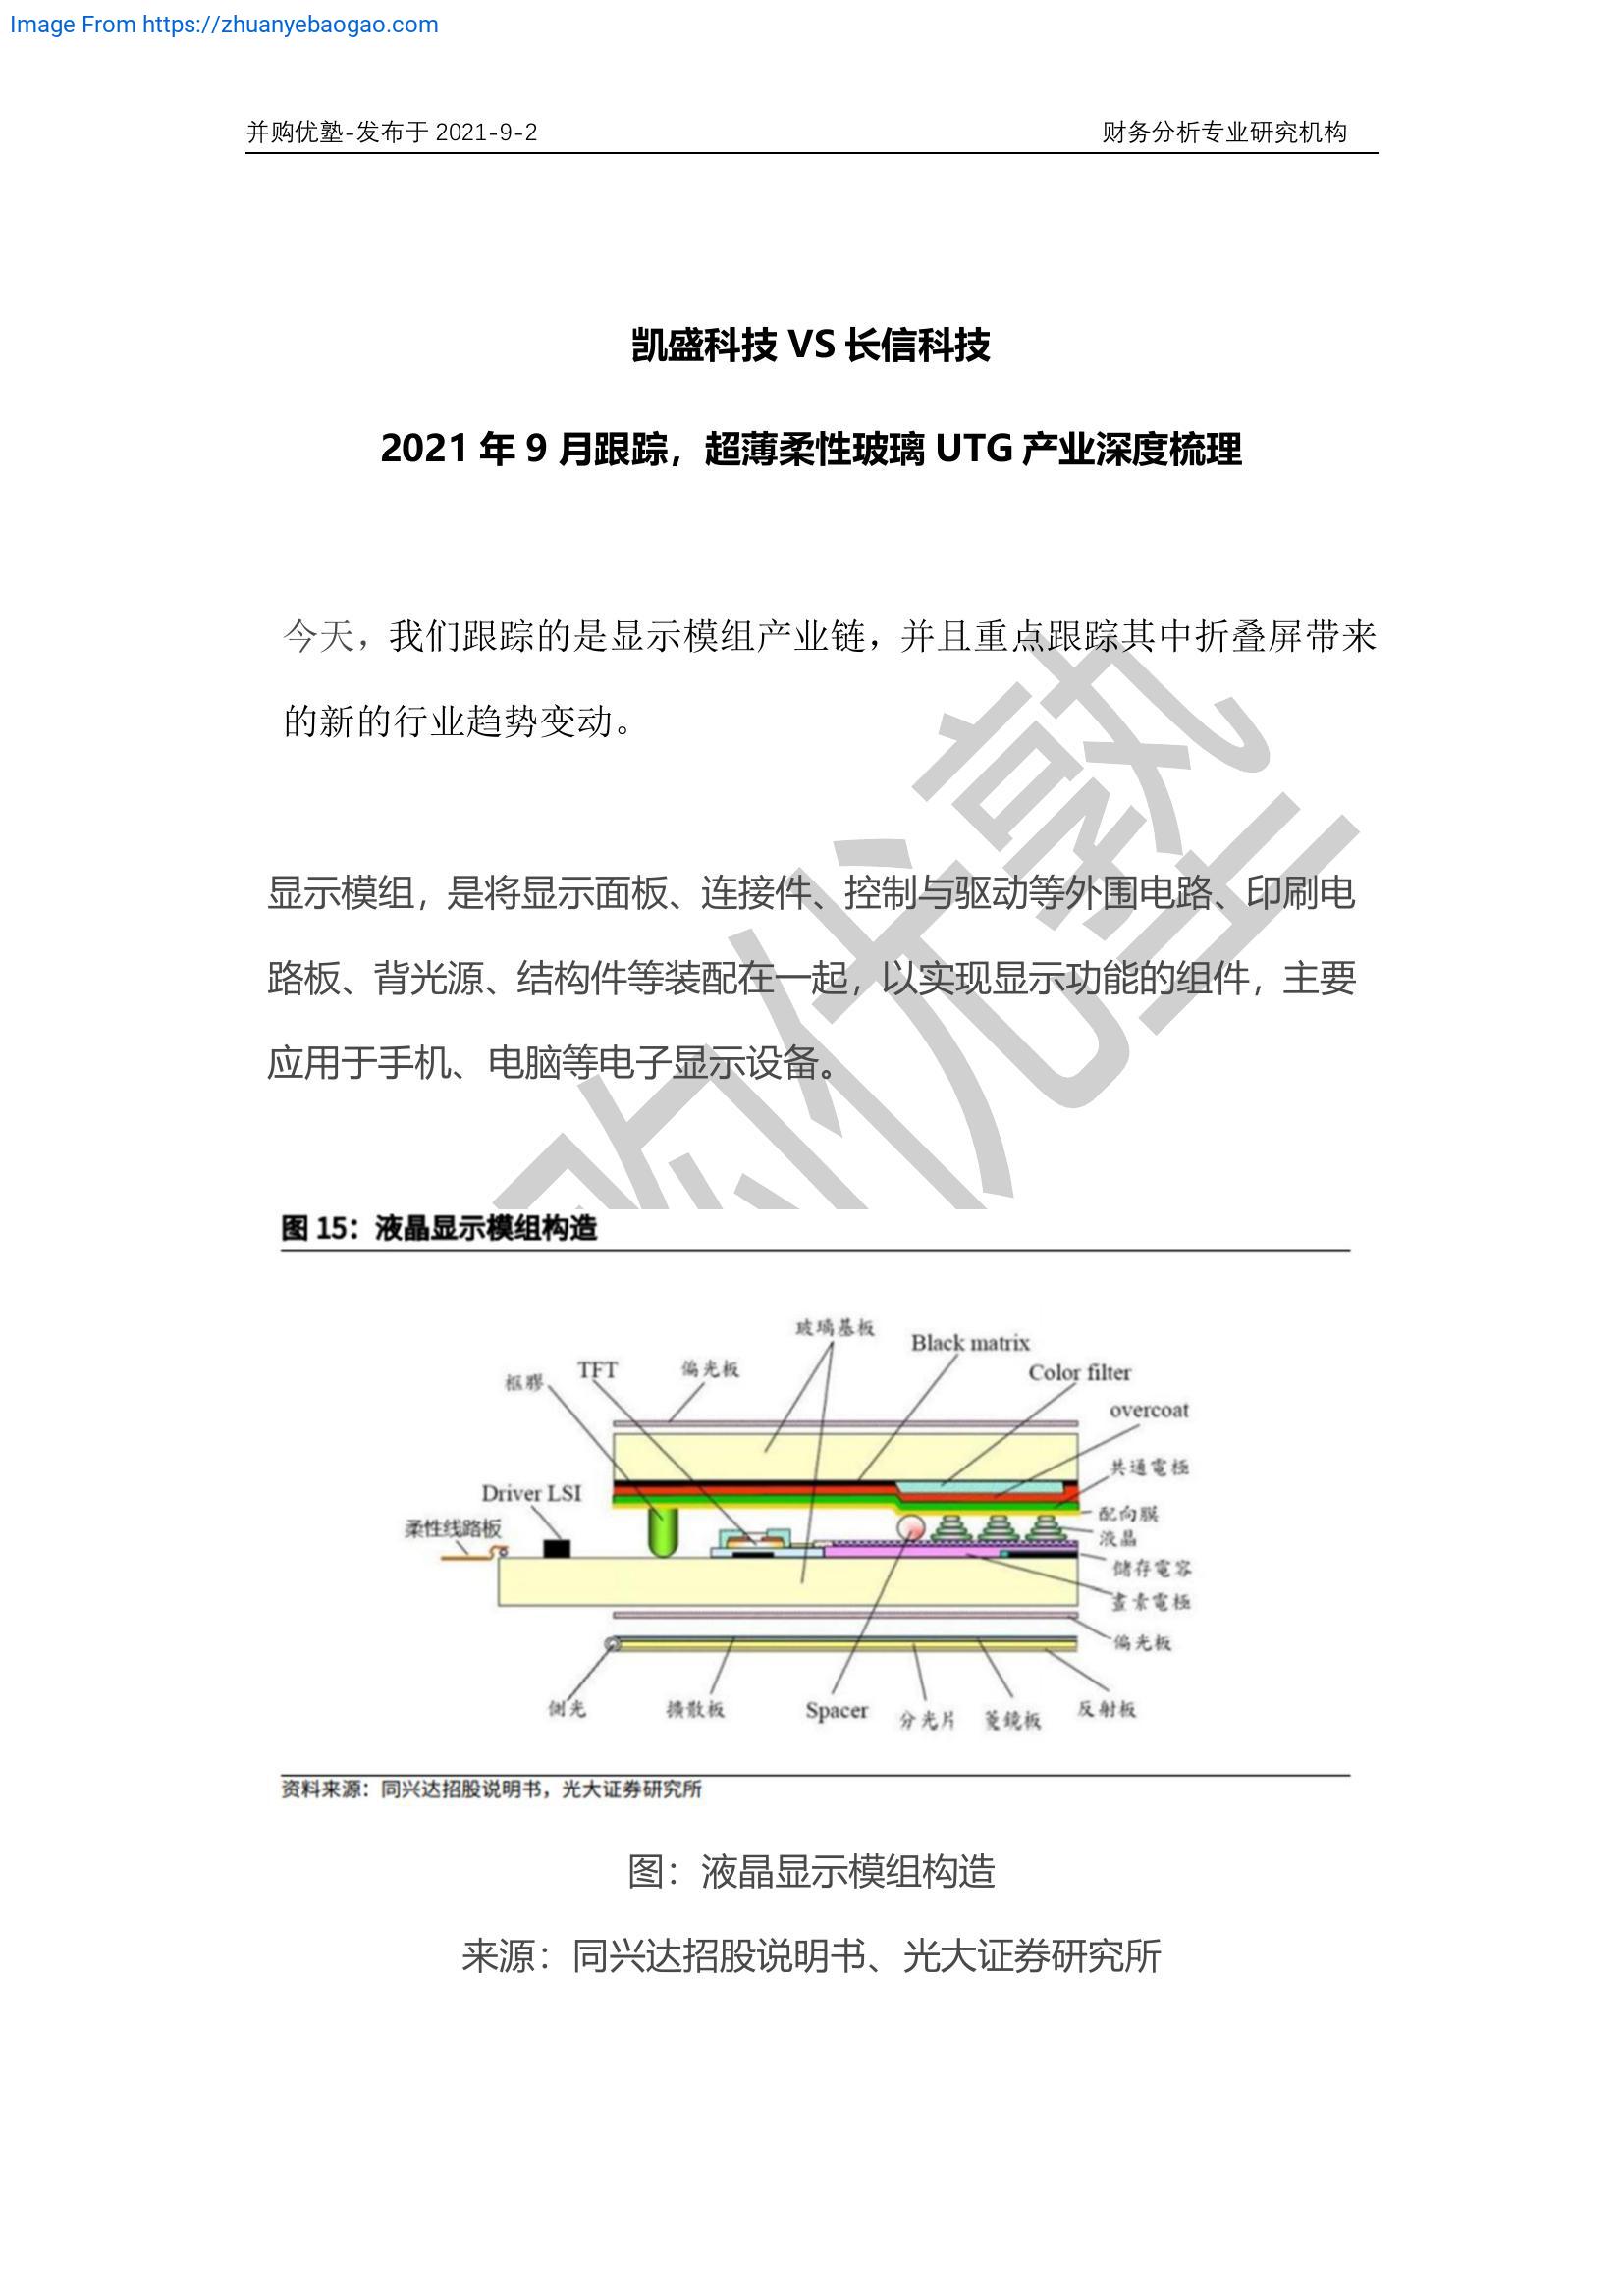 Image From https://zhuanyebaogao.com
并购优塾-发布于 2021-9-2
财务分析专业研究机构
凯盛科技 VS 长信科技
2021 年 9 月跟踪，超薄柔性玻璃 UTG 产业深度梳理
今天，我们跟踪的是显示模组产业链，并且重点跟踪其中折叠屏带来
的新的行业趋势变动。
显示模组，是将显示面板、连接件、控制与驱动等外围电路、印刷电
路板、背光源、结构件等装配在一起，以实现显示功能的组件，主要
应用于手机、电脑等电子显示设备。
购优塾
图 15：液晶显示模组构造
玻璃基板
Black matrix
TFT
偏光板
Color filter
框膠
overcoat
共通電極
Driver LSI
配向膜
柔性线路板
液晶
儲存電容
畫素電極
偏光板
側光
擴散板
Spacer
分光片
菱鏡板
反射板
资料来源：同兴达招股说明书，光大证券研究所
图：液晶显示模组构造
来源：同兴达招股说明书、光大证券研究所